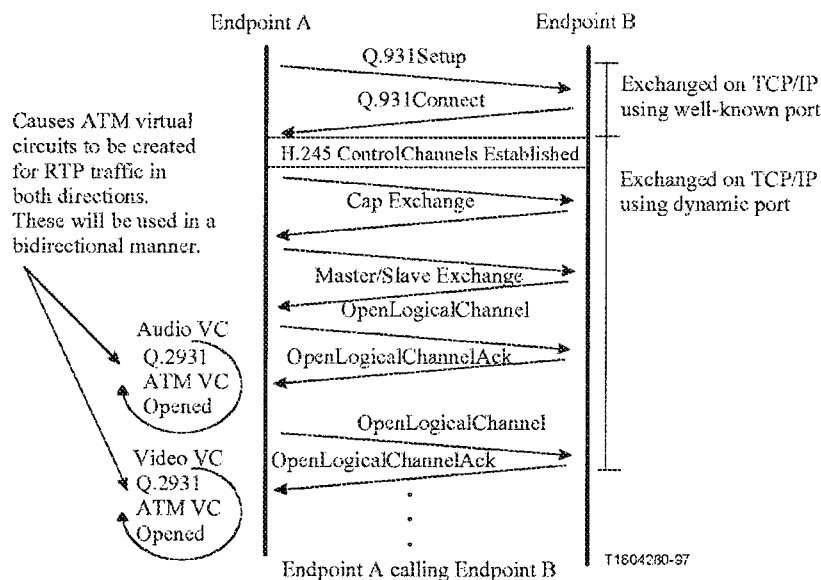 Endpoint A
Endpoint B
Q.931Setup
Exchanged on TCP/IP
using well-known port
Q.931Connect
Causes ATM virtual
circuits to be created
for RTP traffic in
both directions.
These will be used in a
bidirectional manner.
H.245 ControlChannels Established
Exchanged on TCP/IP
using dynamic port
Cap Exchange
Master/Slave Exchange
OpenLogicalChannel
Audio VC
Q.2931
ATM VC
Opened
OpenLogicalChannelAck
OpenLogicalChannel
Video VC
Q.2931
ATM VC
Opened
OpenLogicalChannelAck
Endpoint A calling Endpoint B
T1604280-97